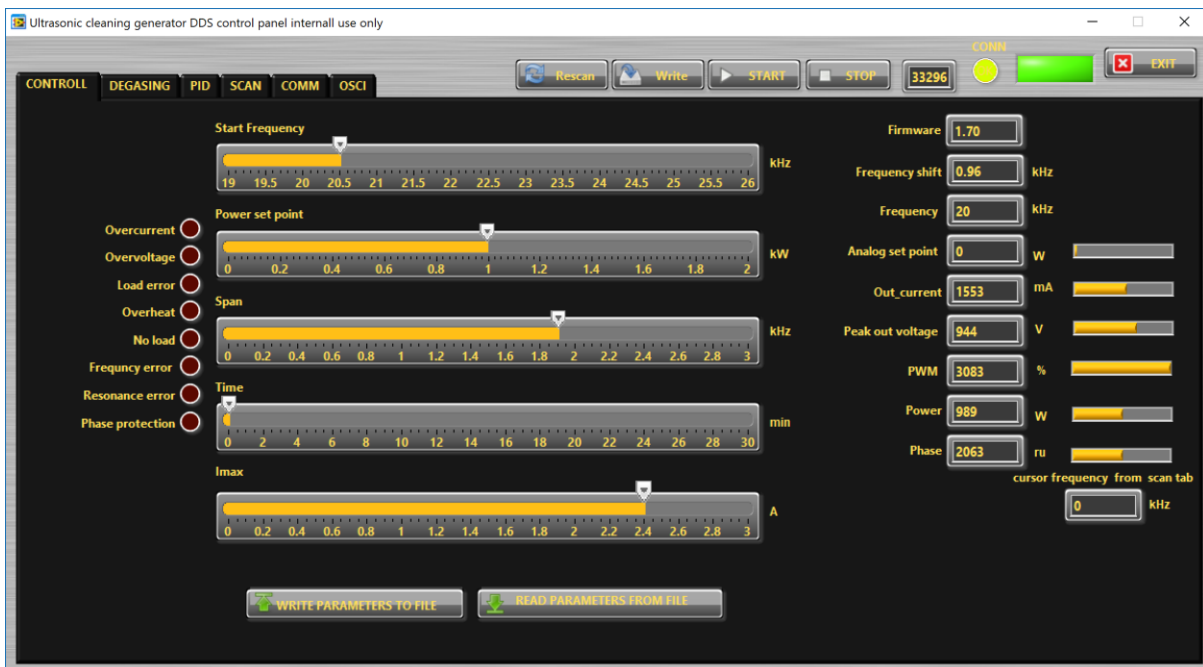 Ultrasonic cleaning generator DDS control panel internall use only
CONN
Rescan Write START STOP 33296 EXIT
CONTROLL DEGASING PID SCAN COMM OSCI
Start Frequency
19 19.5 20 20.5 21 21.5 22 22.5 23 23.5 24 24.5 25 25.5 26
kHz
Power set point
0 0.2 0.4 0.6 0.8 1 1.2 1.4 1.6 1.8 2
kW
Span
0 0.2 0.4 0.6 0.8 1 1.2 1.4 1.6 1.8 2 2.2 2.4 2.6 2.8 3
kHz
Time
0 2 4 6 8 10 12 14 16 18 20 22 24 26 28 30
min
Imax
0 0.2 0.4 0.6 0.8 1 1.2 1.4 1.6 1.8 2 2.2 2.4 2.6 2.8 3
A
Overcurrent
Overvoltage
Load error
Overheat
No load
Frequncy error
Resonance error
Phase protection
Firmware 1.70
Frequency shift 0.96 kHz
Frequency 20 kHz
Analog set point 0 W
Out_current 1553 mA
Peak out voltage 944 V
PWM 3083 %
Power 989 W
Phase 2063 ru
cursor frequency from scan tab
0 kHz
WRITE PARAMETERS TO FILE
READ PARAMETERS FROM FILE